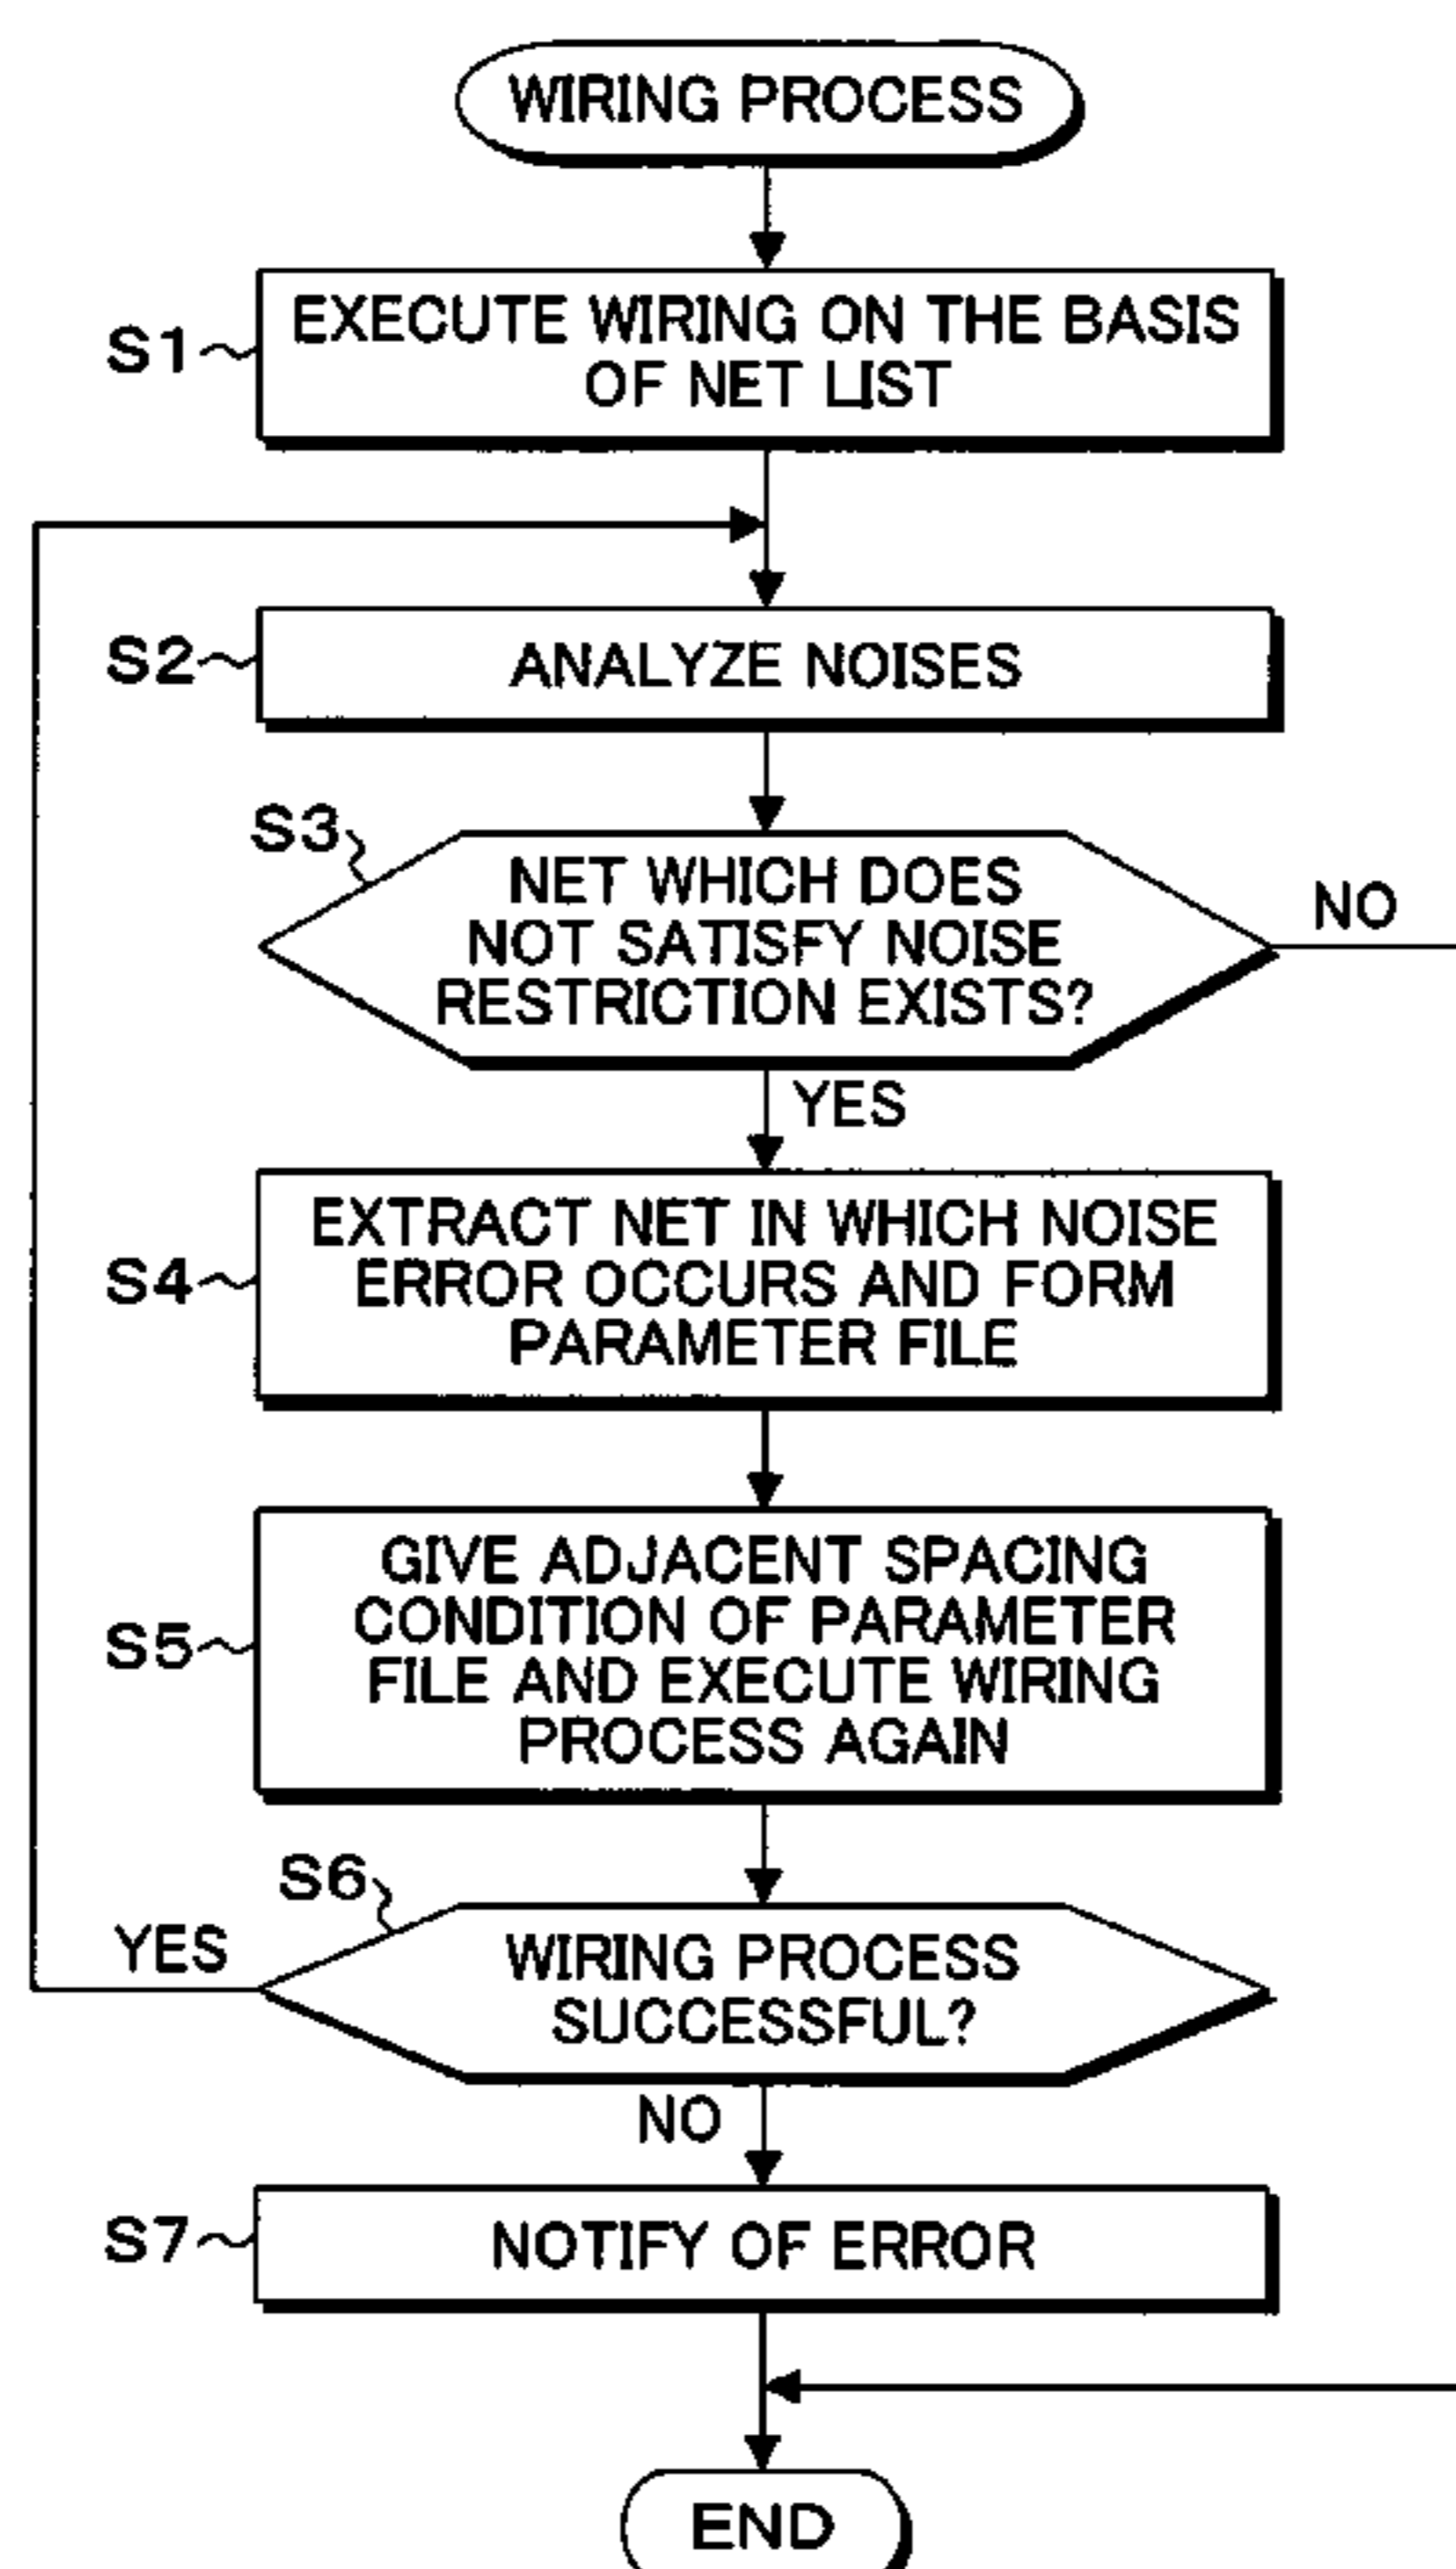 WIRING PROCESS
S1
EXECUTE WIRING ON THE BASIS
OF NET LIST
S2
ANALYZE NOISES
S3
NET WHICH DOES
NOT SATISFY NOISE
RESTRICTION EXISTS?
NO
YES
S4
EXTRACT NET IN WHICH NOISE
ERROR OCCURS AND FORM
PARAMETER FILE
S5
GIVE ADJACENT SPACING
CONDITION OF PARAMETER
FILE AND EXECUTE WIRING
PROCESS AGAIN
S6
YES
WIRING PROCESS
SUCCESSFUL?
NO
S7
NOTIFY OF ERROR
END